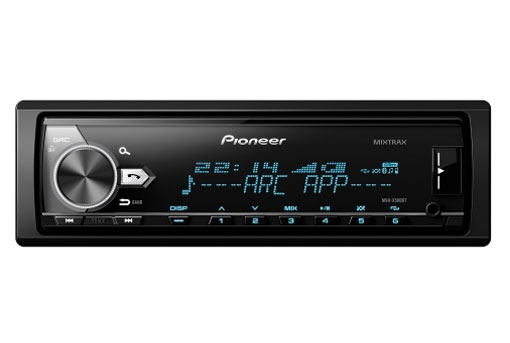 SRC
Pioneer
MIXTRAX
22:14
♪----ARC APP----
DISP
MIX
1 2 3 4 5 6